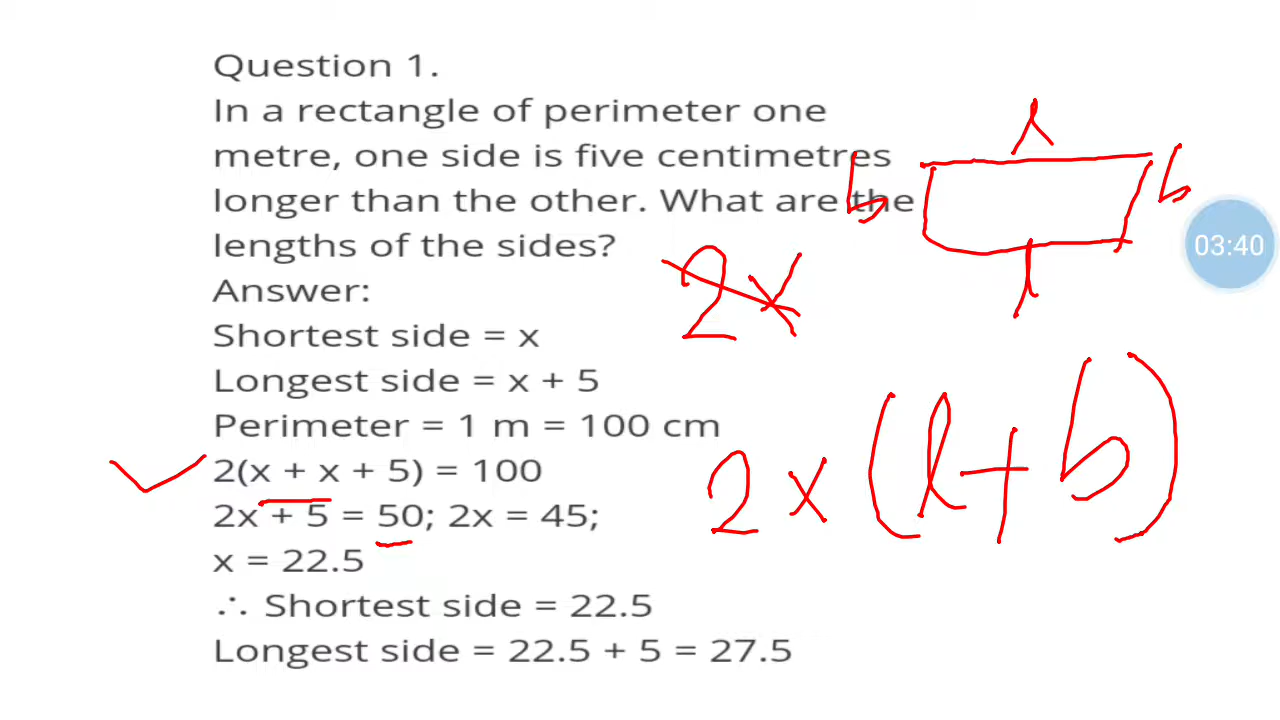 Question 1.
In a rectangle of perimeter one
metre, one side is five centimetres
longer than the other. What are the
lengths of the sides?
Answer:
Shortest side = x
Longest side = x + 5
Perimeter = 1 m = 100 cm
2(x + x + 5) = 100
2x + 5 = 50; 2x = 45;
x = 22.5
∴ Shortest side = 22.5
Longest side = 22.5 + 5 = 27.5
l
b
b
l
03:40
2x
2 x (l + b)